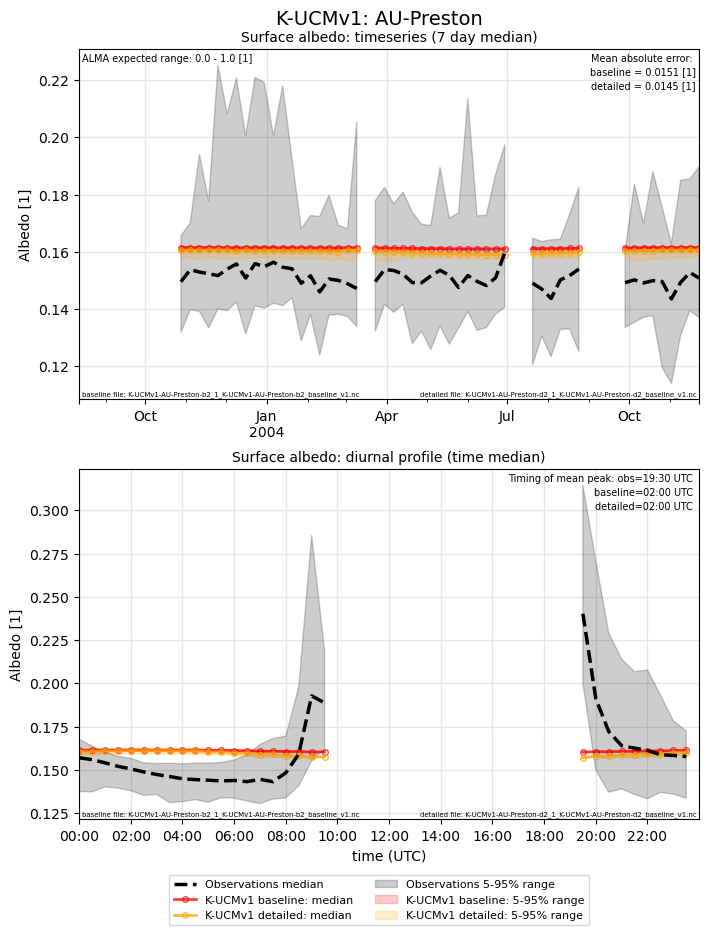 K-UCMv1: AU-Preston
Surface albedo: timeseries (7 day median)
ALMA expected range: 0.0 - 1.0 [1]
Mean absolute error:
baseline = 0.0151 [1]
detailed = 0.0145 [1]
Albedo [1]
0.22
0.20
0.18
0.16
0.14
0.12
baseline file: K-UCMv1-AU-Preston-b2_1_K-UCMv1-AU-Preston-b2_baseline_v1.nc
detailed file: K-UCMv1-AU-Preston-d2_1_K-UCMv1-AU-Preston-d2_baseline_v1.nc
Oct Jan Apr Jul Oct
2004
Surface albedo: diurnal profile (time median)
Timing of mean peak: obs=19:30 UTC
baseline=02:00 UTC
detailed=02:00 UTC
Albedo [1]
0.300
0.275
0.250
0.225
0.200
0.175
0.150
0.125
baseline file: K-UCMv1-AU-Preston-b2_1_K-UCMv1-AU-Preston-b2_baseline_v1.nc
detailed file: K-UCMv1-AU-Preston-d2_1_K-UCMv1-AU-Preston-d2_baseline_v1.nc
00:00 02:00 04:00 06:00 08:00 10:00 12:00 14:00 16:00 18:00 20:00 22:00
time (UTC)
Observations median
K-UCMv1 baseline: median
K-UCMv1 detailed: median
Observations 5-95% range
K-UCMv1 baseline: 5-95% range
K-UCMv1 detailed: 5-95% range